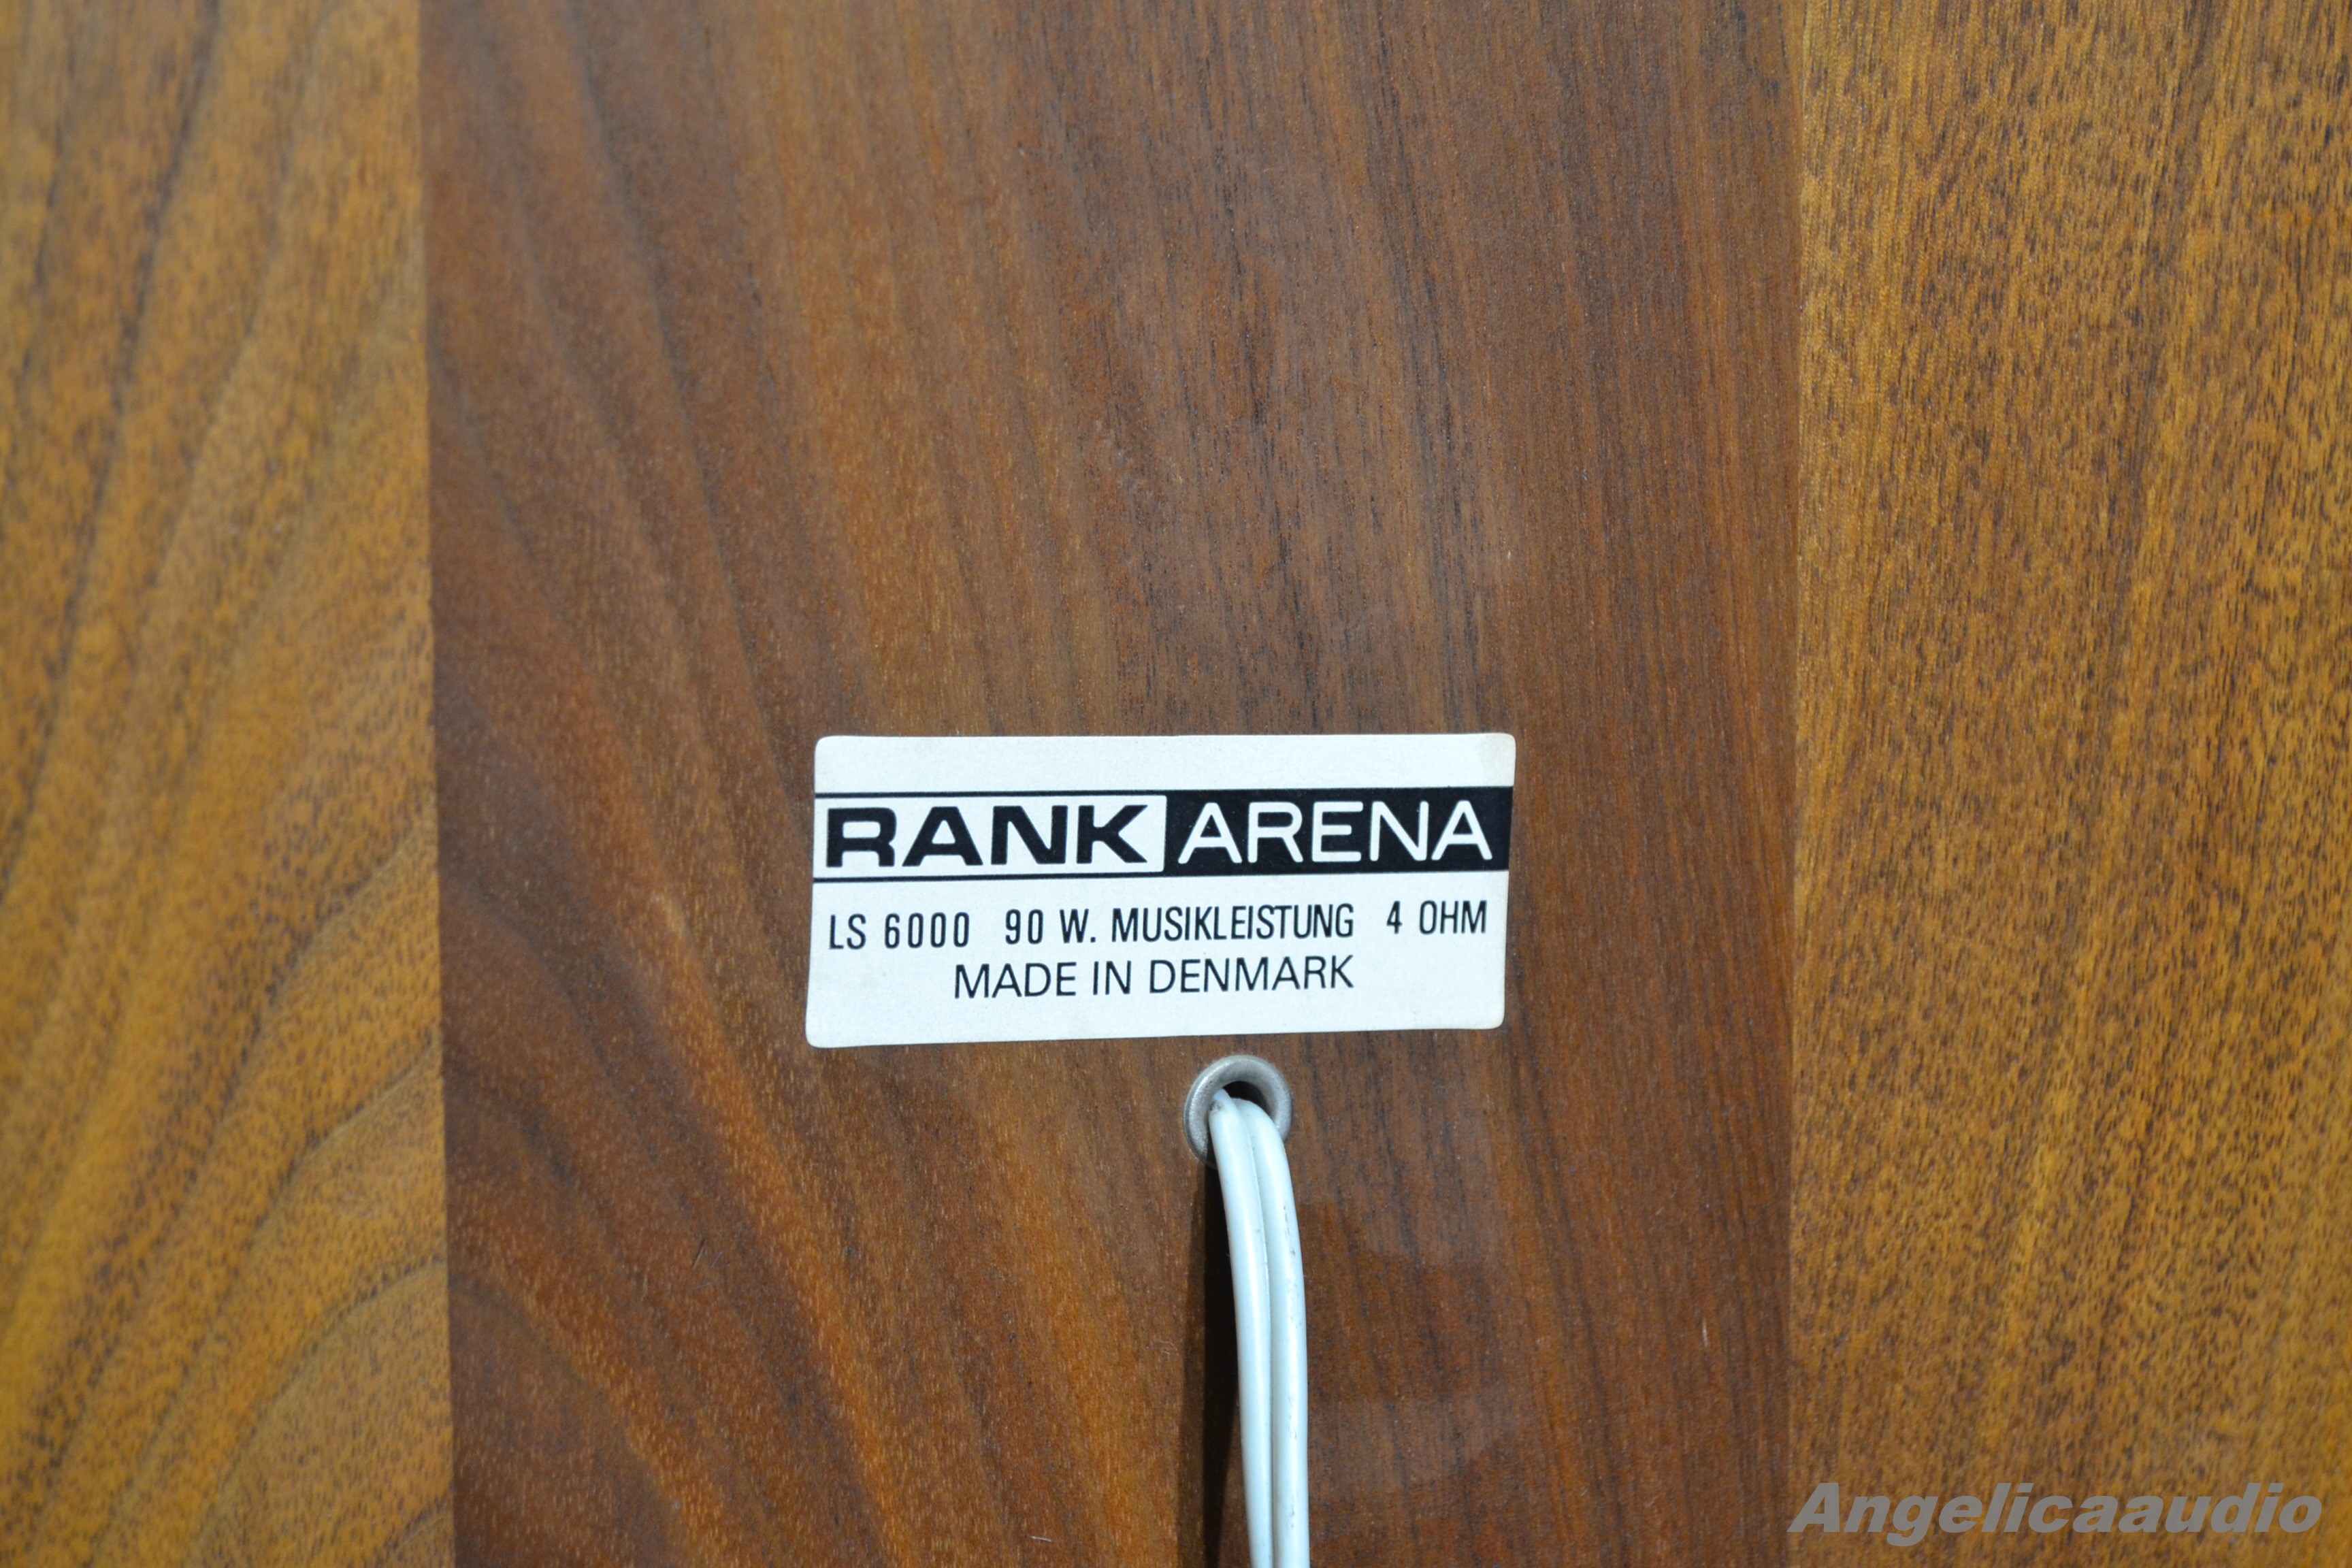 RANK ARENA
LS 6000 90 W. MUSIKLEISTUNG 4 OHM
MADE IN DENMARK
Angelicaaudio